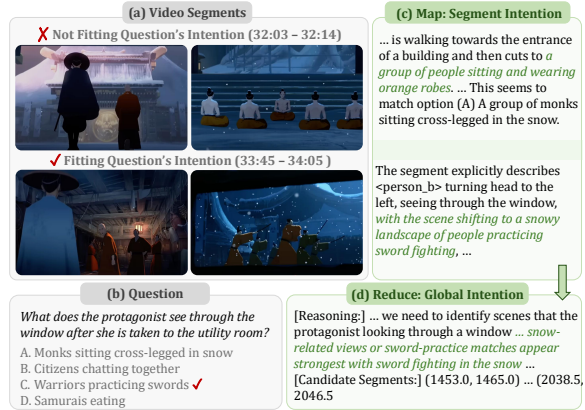 (a) Video Segments
✗ Not Fitting Question's Intention (32:03 – 32:14)
✓ Fitting Question's Intention (33:45 – 34:05 )
(b) Question
What does the protagonist see through the
window after she is taken to the utility room?
A. Monks sitting cross-legged in snow
B. Citizens chatting together
C. Warriors practicing swords ✓
D. Samurais eating
(c) Map: Segment Intention
... is walking towards the entrance
of a building and then cuts to a
group of people sitting and wearing
orange robes. ... This seems to
match option (A) A group of monks
sitting cross-legged in the snow.
The segment explicitly describes
<person_b> turning head to the
left, seeing through the window,
with the scene shifting to a snowy
landscape of people practicing
sword fighting, ...
(d) Reduce: Global Intention
[Reasoning:] ... we need to identify scenes that the
protagonist looking through a window ... snow-
related views or sword-practice matches appear
strongest with sword fighting in the snow ...
[Candidate Segments:] (1453.0, 1465.0) ... (2038.5,
2046.5